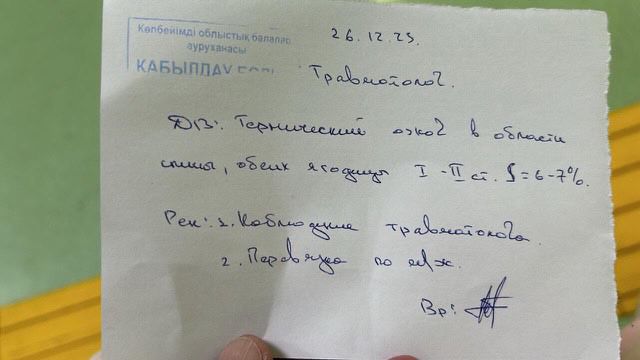 Көпбейінді облыстық балалар
ауруханасы
ҚАБЫЛДАУ
26.12.25.
Травматолог.
DS: Термический ожог в области
спины, обеих ягодиц I-II ст. S=6-7%.
Рек: 1. Наблюдение травматолога.
2. Перевязка по м/ж.
Вр: